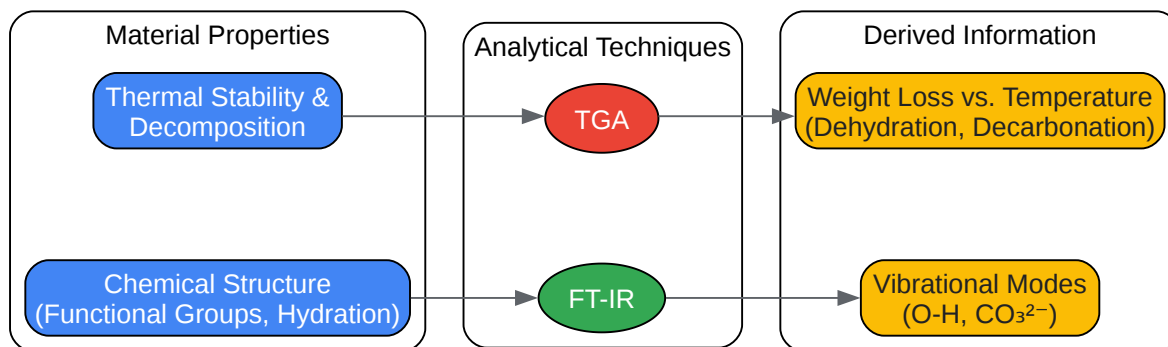 Material Properties
Thermal Stability &
Decomposition
Chemical Structure
(Functional Groups, Hydration)
Analytical Techniques
TGA
FT-IR
Derived Information
Weight Loss vs. Temperature
(Dehydration, Decarbonation)
Vibrational Modes
(O-H, CO₃²⁻)